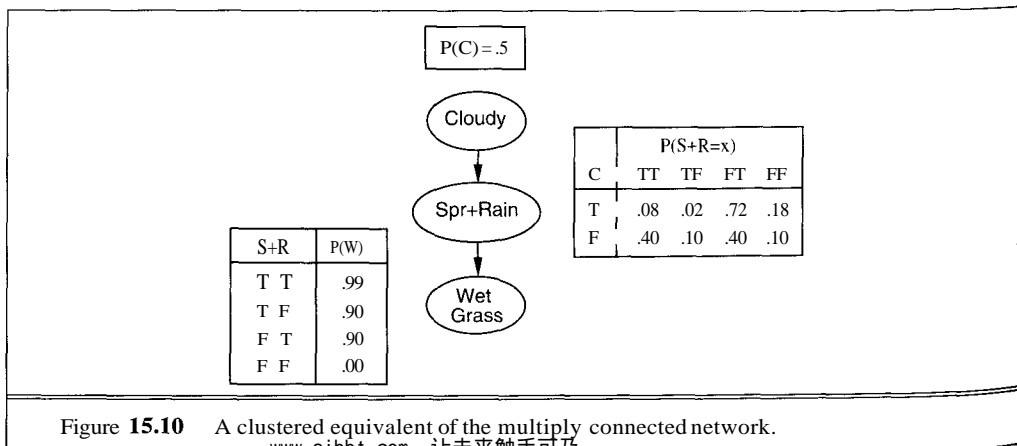 P(C) = .5
Cloudy
P(S+R=x)
C TT TF FT FF
T .08 .02 .72 .18
F .40 .10 .40 .10
Spr+Rain
S+R P(W)
T T .99
T F .90
F T .90
F F .00
Wet
Grass
Figure 15.10 A clustered equivalent of the multiply connected network.